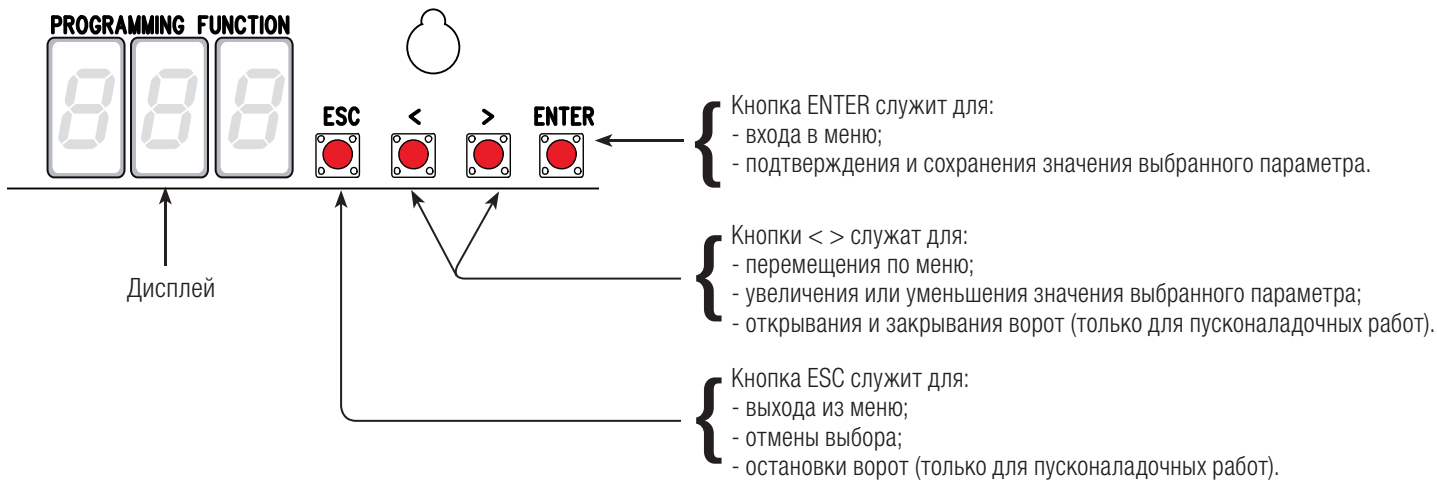 PROGRAMMING FUNCTION
ESC < > ENTER
Кнопка ENTER служит для:
- входа в меню;
- подтверждения и сохранения значения выбранного параметра.
Кнопки < > служат для:
- перемещения по меню;
- увеличения или уменьшения значения выбранного параметра;
- открывания и закрывания ворот (только для пусконаладочных работ).
Дисплей
Кнопка ESC служит для:
- выхода из меню;
- отмены выбора;
- остановки ворот (только для пусконаладочных работ).